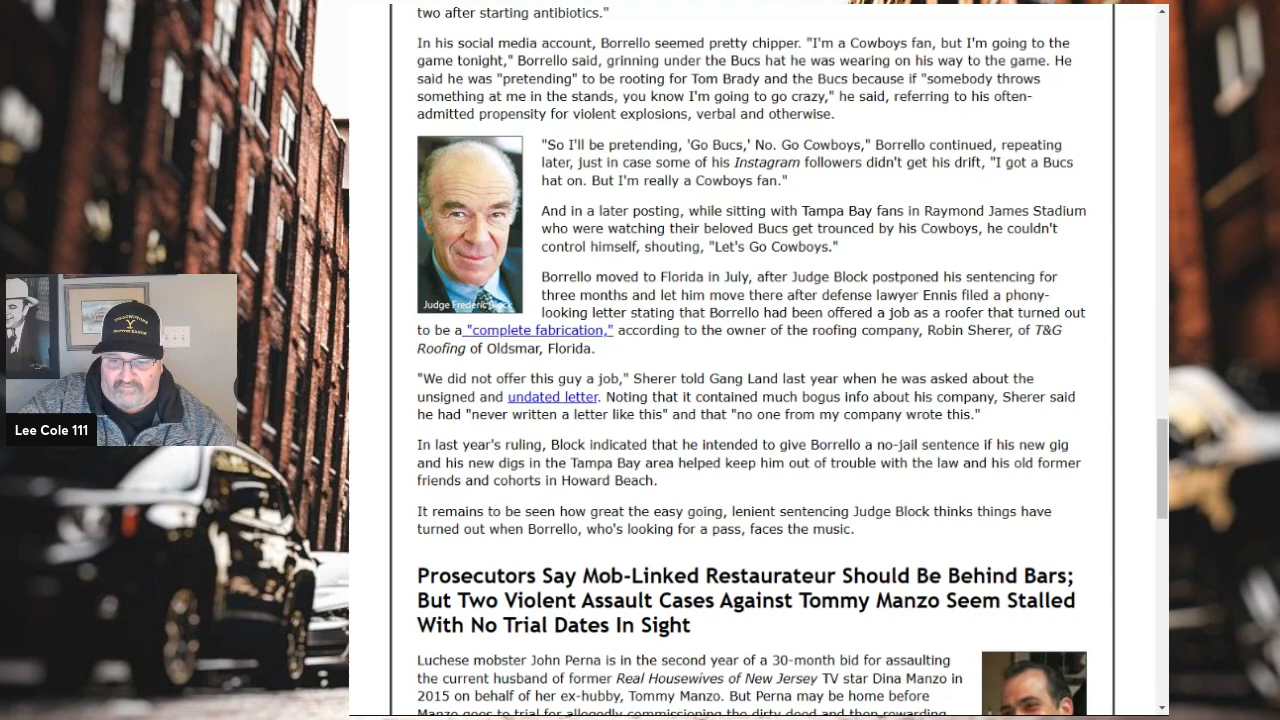 two after starting antibiotics."
In his social media account, Borrello seemed pretty chipper. "I'm a Cowboys fan, but I'm going to the
game tonight," Borrello said, grinning under the Bucs hat he was wearing on his way to the game. He
said he was "pretending" to be rooting for Tom Brady and the Bucs because if "somebody throws
something at me in the stands, you know I'm going to go crazy," he said, referring to his often-
admitted propensity for violent explosions, verbal and otherwise.
"So I'll be pretending, 'Go Bucs,' No. Go Cowboys," Borrello continued, repeating
later, just in case some of his Instagram followers didn't get his drift, "I got a Bucs
hat on. But I'm really a Cowboys fan."
And in a later posting, while sitting with Tampa Bay fans in Raymond James Stadium
who were watching their beloved Bucs get trounced by his Cowboys, he couldn't
control himself, shouting, "Let's Go Cowboys."
Judge Frederic Block
Borrello moved to Florida in July, after Judge Block postponed his sentencing for
three months and let him move there after defense lawyer Ennis filed a phony-
looking letter stating that Borrello had been offered a job as a roofer that turned out
to be a "complete fabrication," according to the owner of the roofing company, Robin Sherer, of T&G
Roofing of Oldsmar, Florida.
"We did not offer this guy a job," Sherer told Gang Land last year when he was asked about the
unsigned and undated letter. Noting that it contained much bogus info about his company, Sherer said
he had "never written a letter like this" and that "no one from my company wrote this."
In last year's ruling, Block indicated that he intended to give Borrello a no-jail sentence if his new gig
and his new digs in the Tampa Bay area helped keep him out of trouble with the law and his old former
friends and cohorts in Howard Beach.
It remains to be seen how great the easy going, lenient sentencing Judge Block thinks things have
turned out when Borrello, who's looking for a pass, faces the music.
Prosecutors Say Mob-Linked Restaurateur Should Be Behind Bars;
But Two Violent Assault Cases Against Tommy Manzo Seem Stalled
With No Trial Dates In Sight
Luchese mobster John Perna is in the second year of a 30-month bid for assaulting
the current husband of former Real Housewives of New Jersey TV star Dina Manzo in
2015 on behalf of her ex-hubby, Tommy Manzo. But Perna may be home before
Manzo goes to trial for allegedly commissioning the dirty deed and then rewarding
Y
Lee Cole 111